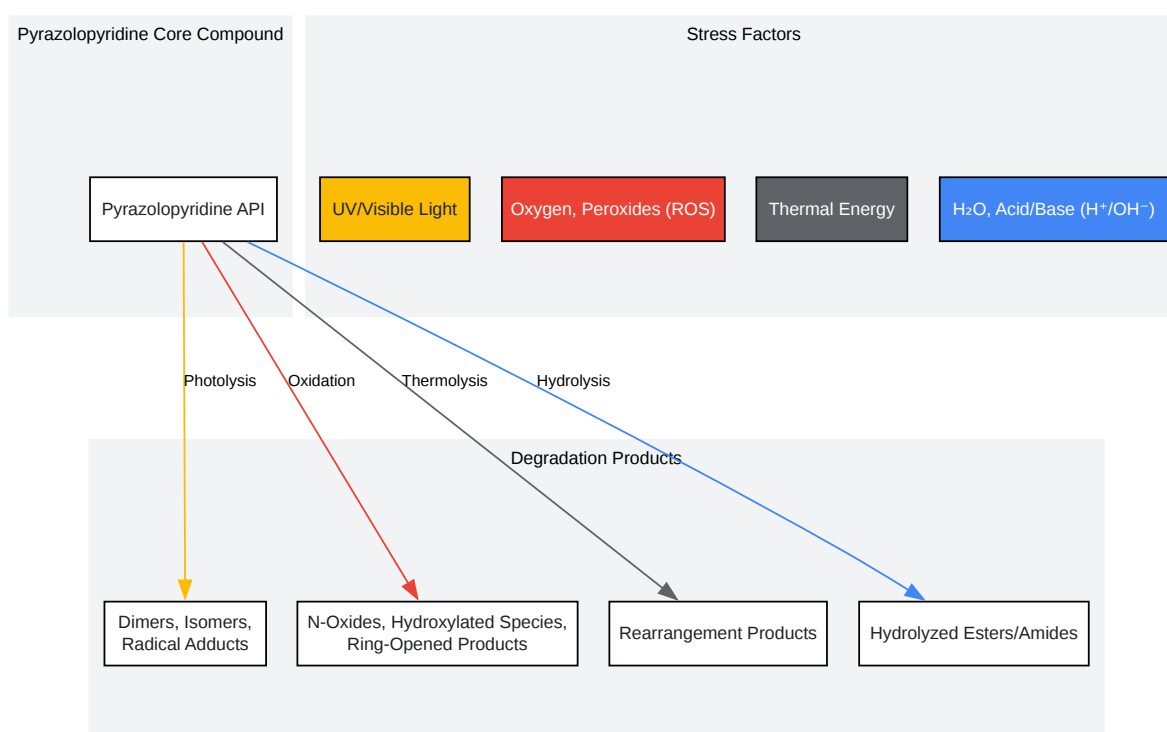 Pyrazolopyridine Core Compound
Stress Factors
Pyrazolopyridine API
UV/Visible Light
Oxygen, Peroxides (ROS)
Thermal Energy
H₂O, Acid/Base (H⁺/OH⁻)
Photolysis
Oxidation
Thermolysis
Hydrolysis
Degradation Products
Dimers, Isomers,
Radical Adducts
N-Oxides, Hydroxylated Species,
Ring-Opened Products
Rearrangement Products
Hydrolyzed Esters/Amides